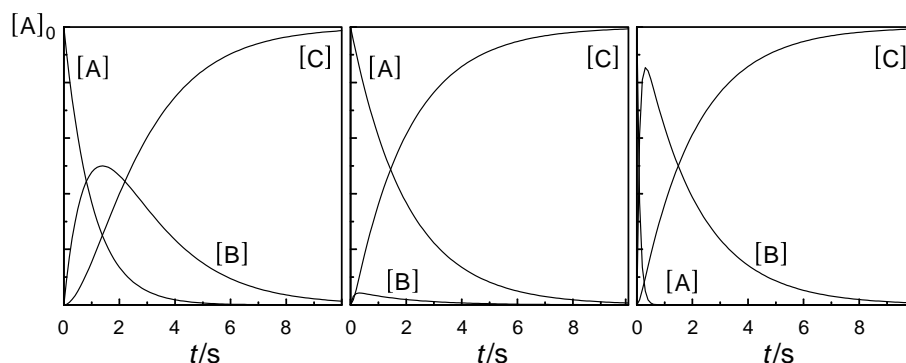 [A]₀
[A] [C] [A] [C] [C]
[B] [B]
[B] [A]
0 2 4 6 8 0 2 4 6 8 0 2 4 6 8
t/s t/s t/s